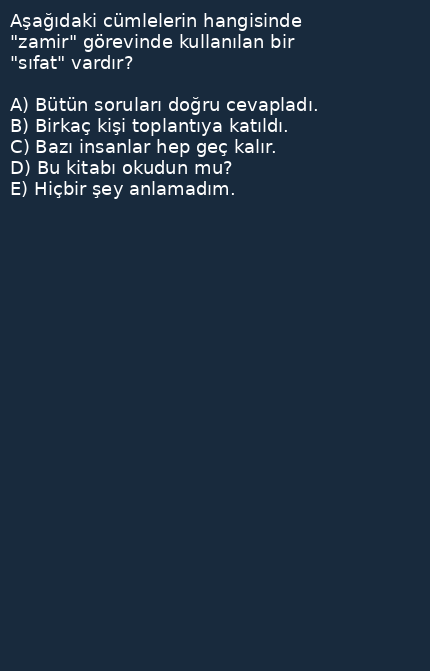 Aşağıdaki cümlelerin hangisinde
"zamir" görevinde kullanılan bir
"sıfat" vardır?
A) Bütün soruları doğru cevapladı.
B) Birkaç kişi toplantıya katıldı.
C) Bazı insanlar hep geç kalır.
D) Bu kitabı okudun mu?
E) Hiçbir şey anlamadım.